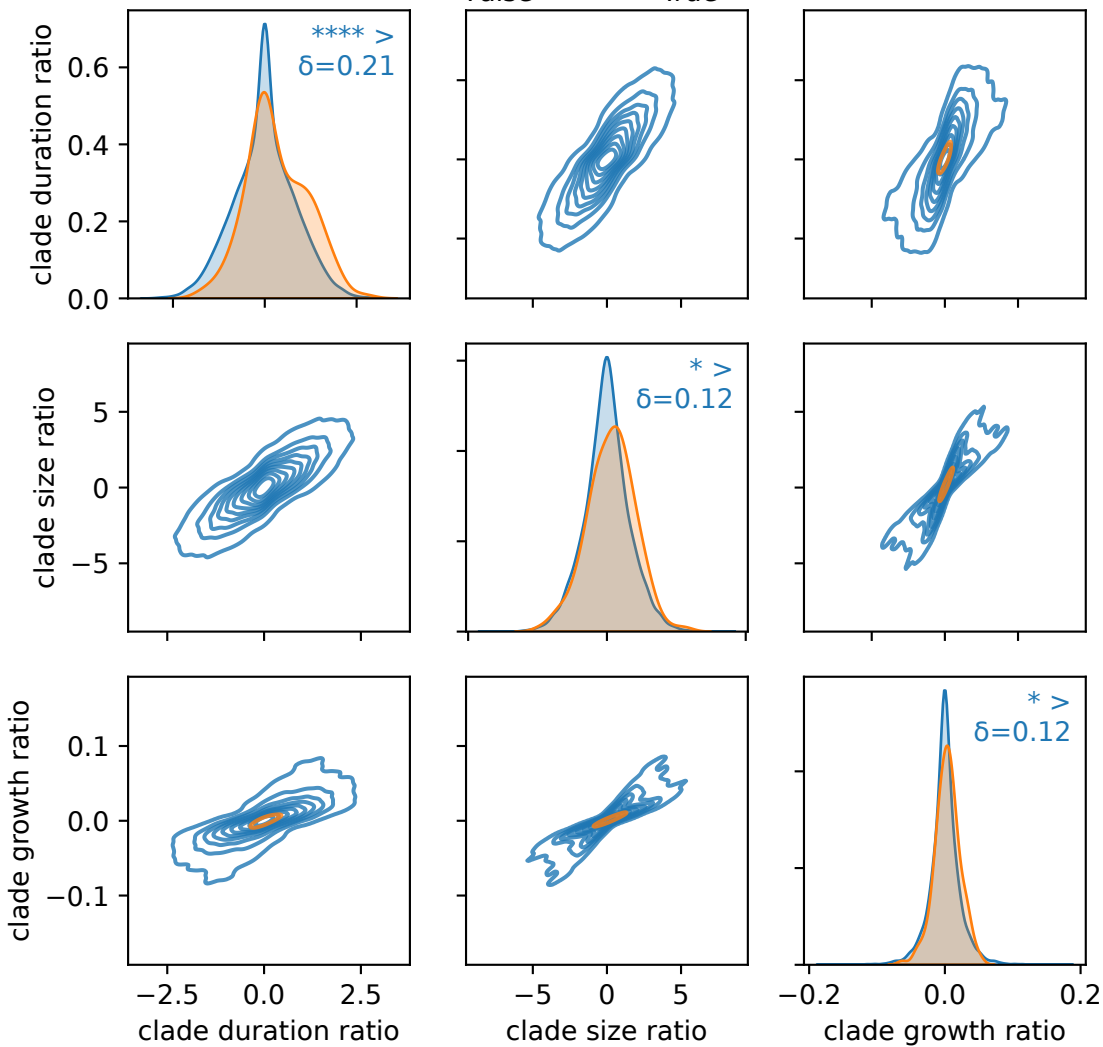 **** >
δ=0.21
clade duration ratio
0.6
0.4
0.2
0.0
* >
δ=0.12
clade size ratio
5
0
−5
* >
δ=0.12
clade growth ratio
0.1
0.0
−0.1
−2.5 0.0 2.5
−5 0 5
−0.2 0.0 0.2
clade duration ratio
clade size ratio
clade growth ratio